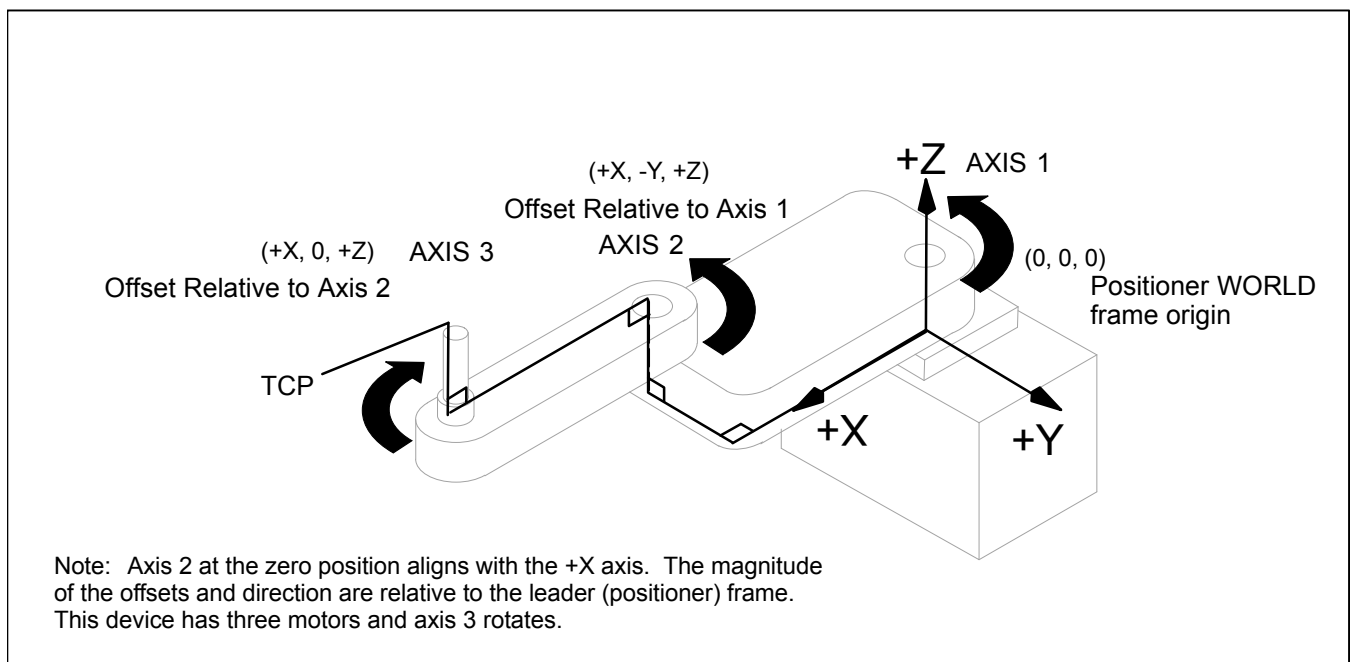 +Z
AXIS 1
(+X, -Y, +Z)
Offset Relative to Axis 1
AXIS 2
(+X, 0, +Z)
AXIS 3
Offset Relative to Axis 2
(0, 0, 0)
Positioner WORLD
frame origin
TCP
+X
+Y
Note: Axis 2 at the zero position aligns with the +X axis. The magnitude
of the offsets and direction are relative to the leader (positioner) frame.
This device has three motors and axis 3 rotates.